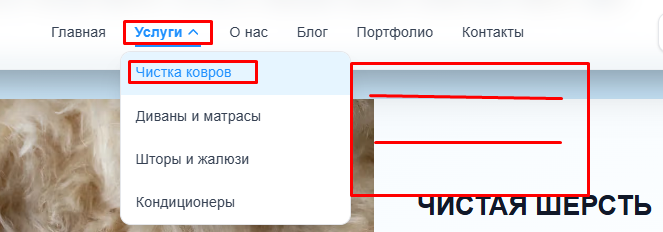 Главная Услуги О нас Блог Портфолио Контакты
Чистка ковров
Диваны и матрасы
Шторы и жалюзи
Кондиционеры
ЧИСТАЯ ШЕРСТЬ